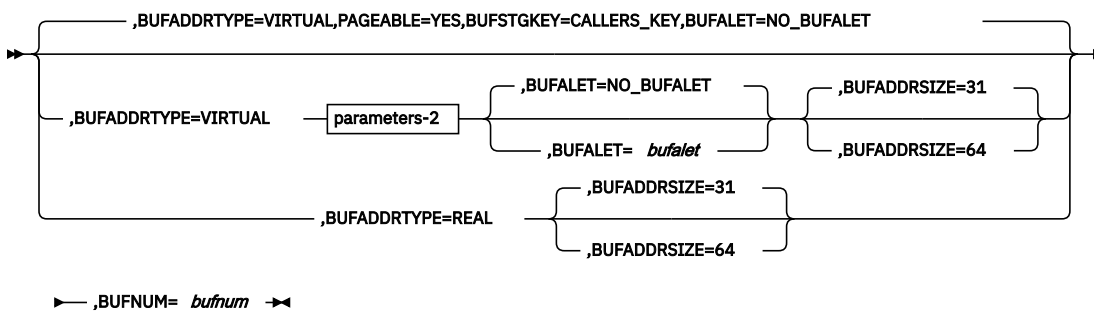 ,BUFADDRTYPE=VIRTUAL,PAGEABLE=YES,BUFSTGKEY=CALLERS_KEY,BUFALET=NO_BUFALET
,BUFALET=NO_BUFALET
,BUFADDRSIZE=31
,BUFADDRTYPE=VIRTUAL
parameters-2
,BUFALET= bufalet
,BUFADDRSIZE=64
,BUFADDRSIZE=31
,BUFADDRTYPE=REAL
,BUFADDRSIZE=64
,BUFNUM= bufnum